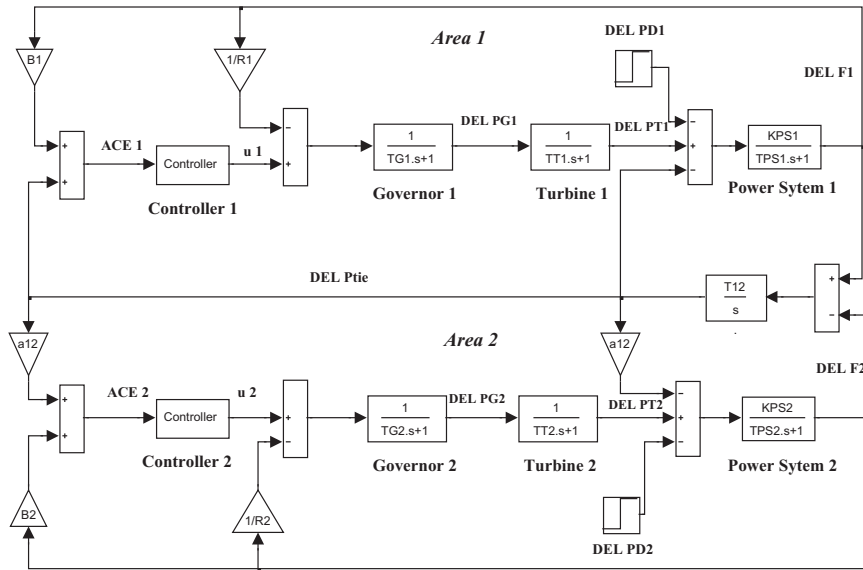 Area 1
DEL PD1
DEL F1
B1
1/R1
ACE 1
Controller
u 1
Controller 1
DEL PG1
1
TG1.s+1
Governor 1
DEL PT1
1
TT1.s+1
Turbine 1
KPS1
TPS1.s+1
Power Sytem 1
DEL Ptie
T12
s
a12
Area 2
a12
DEL F2
ACE 2
Controller
u 2
Controller 2
DEL PG2
1
TG2.s+1
Governor 2
DEL PT2
1
TT2.s+1
Turbine 2
KPS2
TPS2.s+1
Power Sytem 2
B2
1/R2
DEL PD2